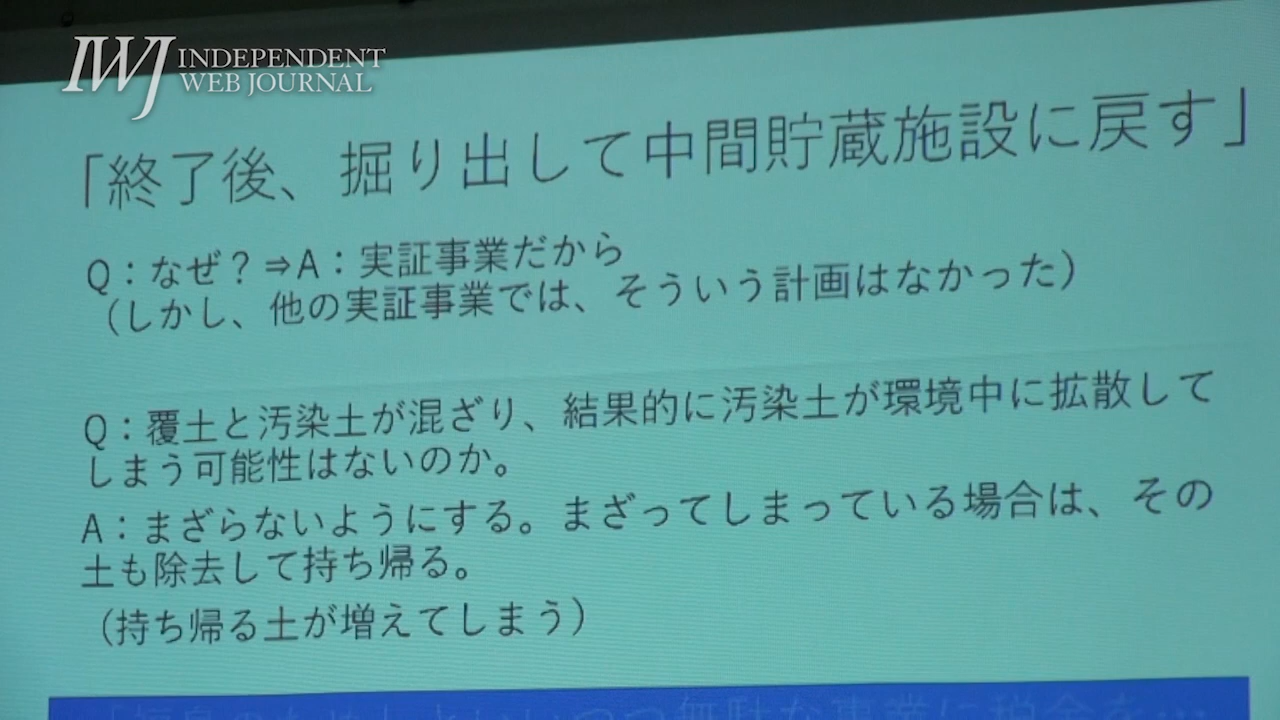 IWJ INDEPENDENT
WEB JOURNAL
「終了後、掘り出して中間貯蔵施設に戻す」
Q：なぜ？⇒A：実証事業だから
（しかし、他の実証事業では、そういう計画はなかった）
Q：覆土と汚染土が混ざり、結果的に汚染土が環境中に拡散して
しまう可能性はないのか。
A：まざらないようにする。まざってしまっている場合は、その
土も除去して持ち帰る。
（持ち帰る土が増えてしまう）